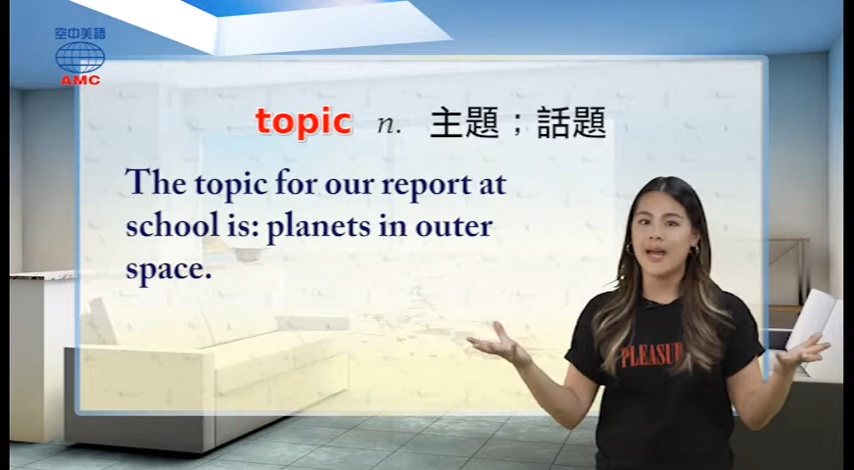 空中美語
AMC
topic n. 主題；話題
The topic for our report at
school is: planets in outer
space.
PLEASUR